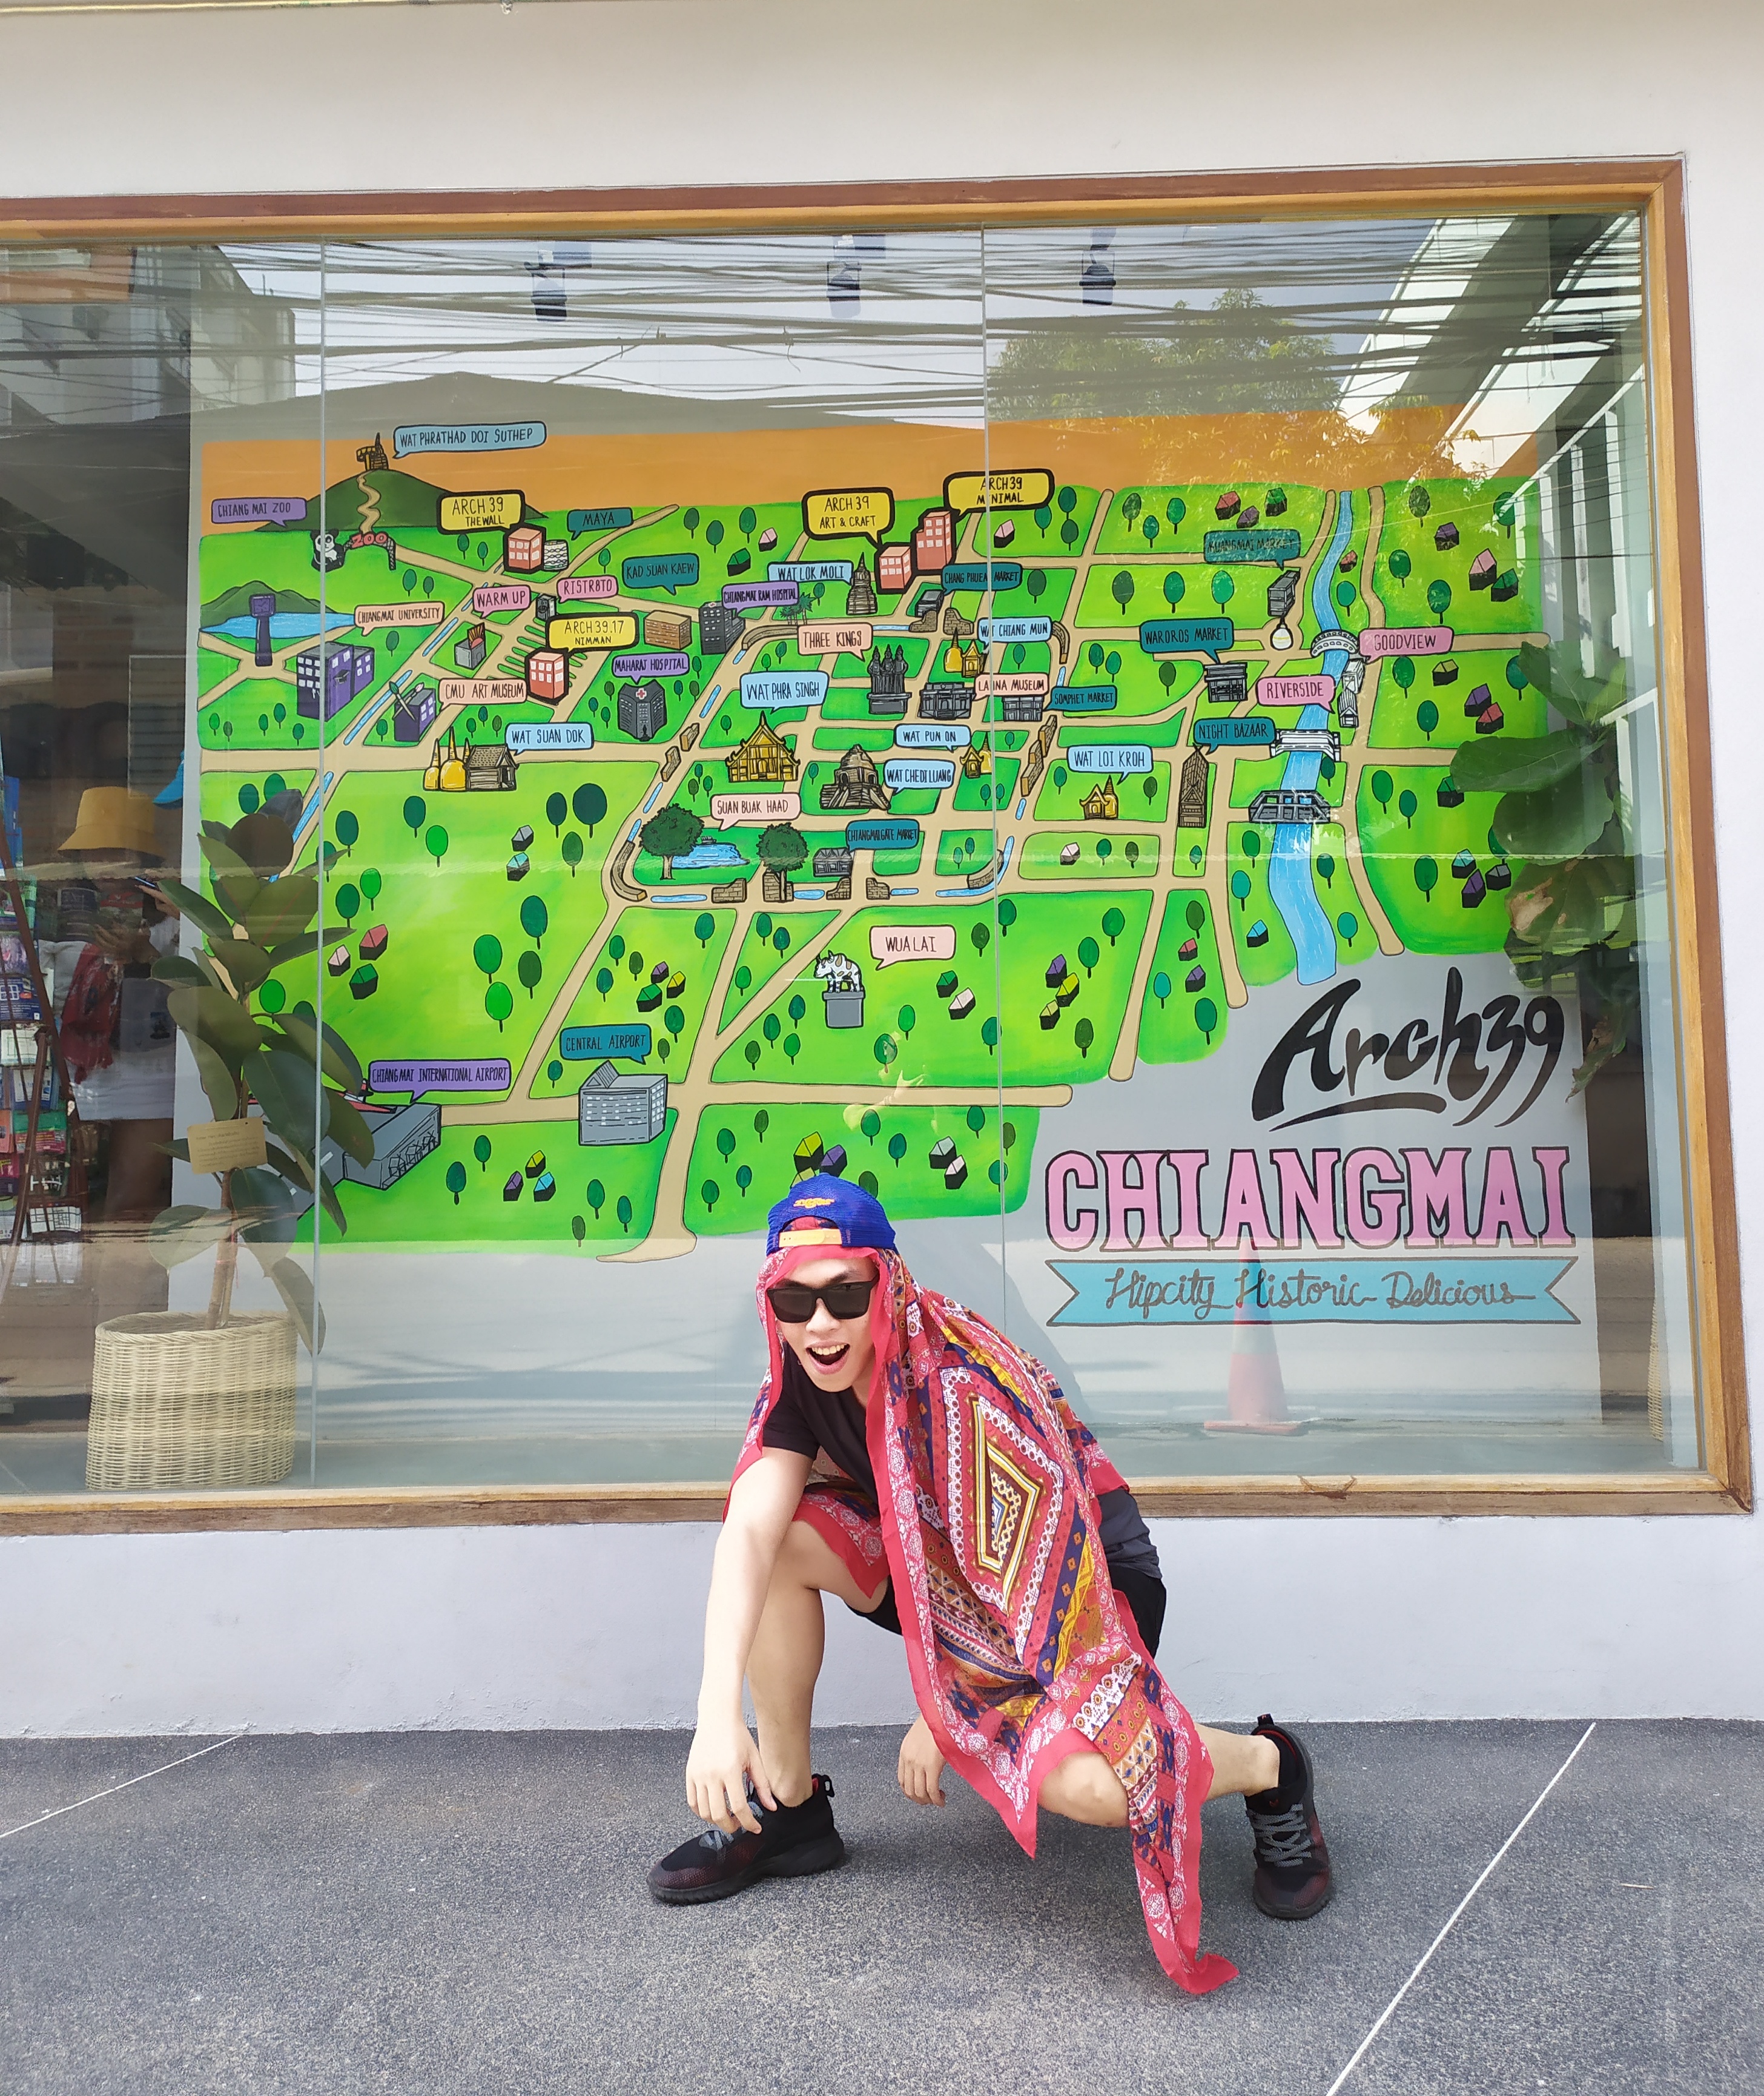 WAT PHRATHAD DOI SUTHEP
CHIANG MAI ZOO
ARCH 39
THE WALL
MAYA
ARCH 39
ART & CRAFT
ARCH 39
MINIMAL
ZOO
KUANGMAI MARKET
KAD SUAN KAEW
WAT LOK MOLI
CHANG PHUEAK MARKET
CHIANGMAI RAM HOSPITAL
WARM UP
RISTR8TO
CHIANGMAI UNIVERSITY
ARCH 39.17
NIMMAN
THREE KINGS
WAT CHIANG MUN
WAROROS MARKET
GOODVIEW
MAHARAJ HOSPITAL
CMU ART MUSEUM
WAT PHRA SINGH
LANNA MUSEUM
SOMPHET MARKET
RIVERSIDE
WAT SUAN DOK
WAT PUN ON
NIGHT BAZAAR
WAT CHEDI LUANG
WAT LOI KROH
SUAN BUAK HAAD
CHIANGMAI GATE MARKET
WUALAI
CENTRAL AIRPORT
CHIANGMAI INTERNATIONAL AIRPORT
Arch39
CHIANGMAI
Hipcity Historic Delicious